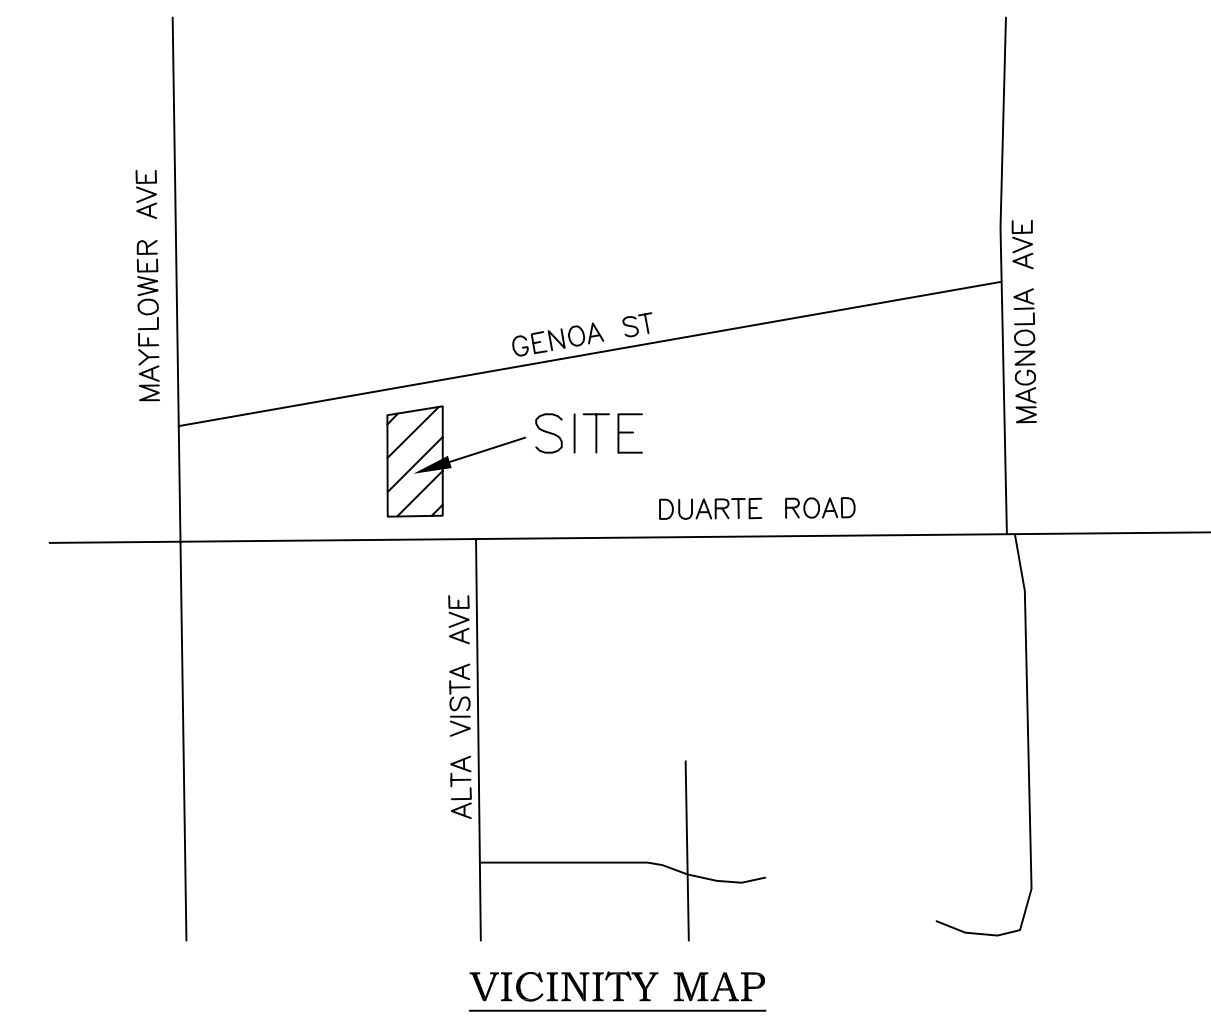 MAYFLOWER AVE
MAGNOLIA AVE
GENOA ST
SITE
DUARTE ROAD
ALTA VISTA AVE
VICINITY MAP